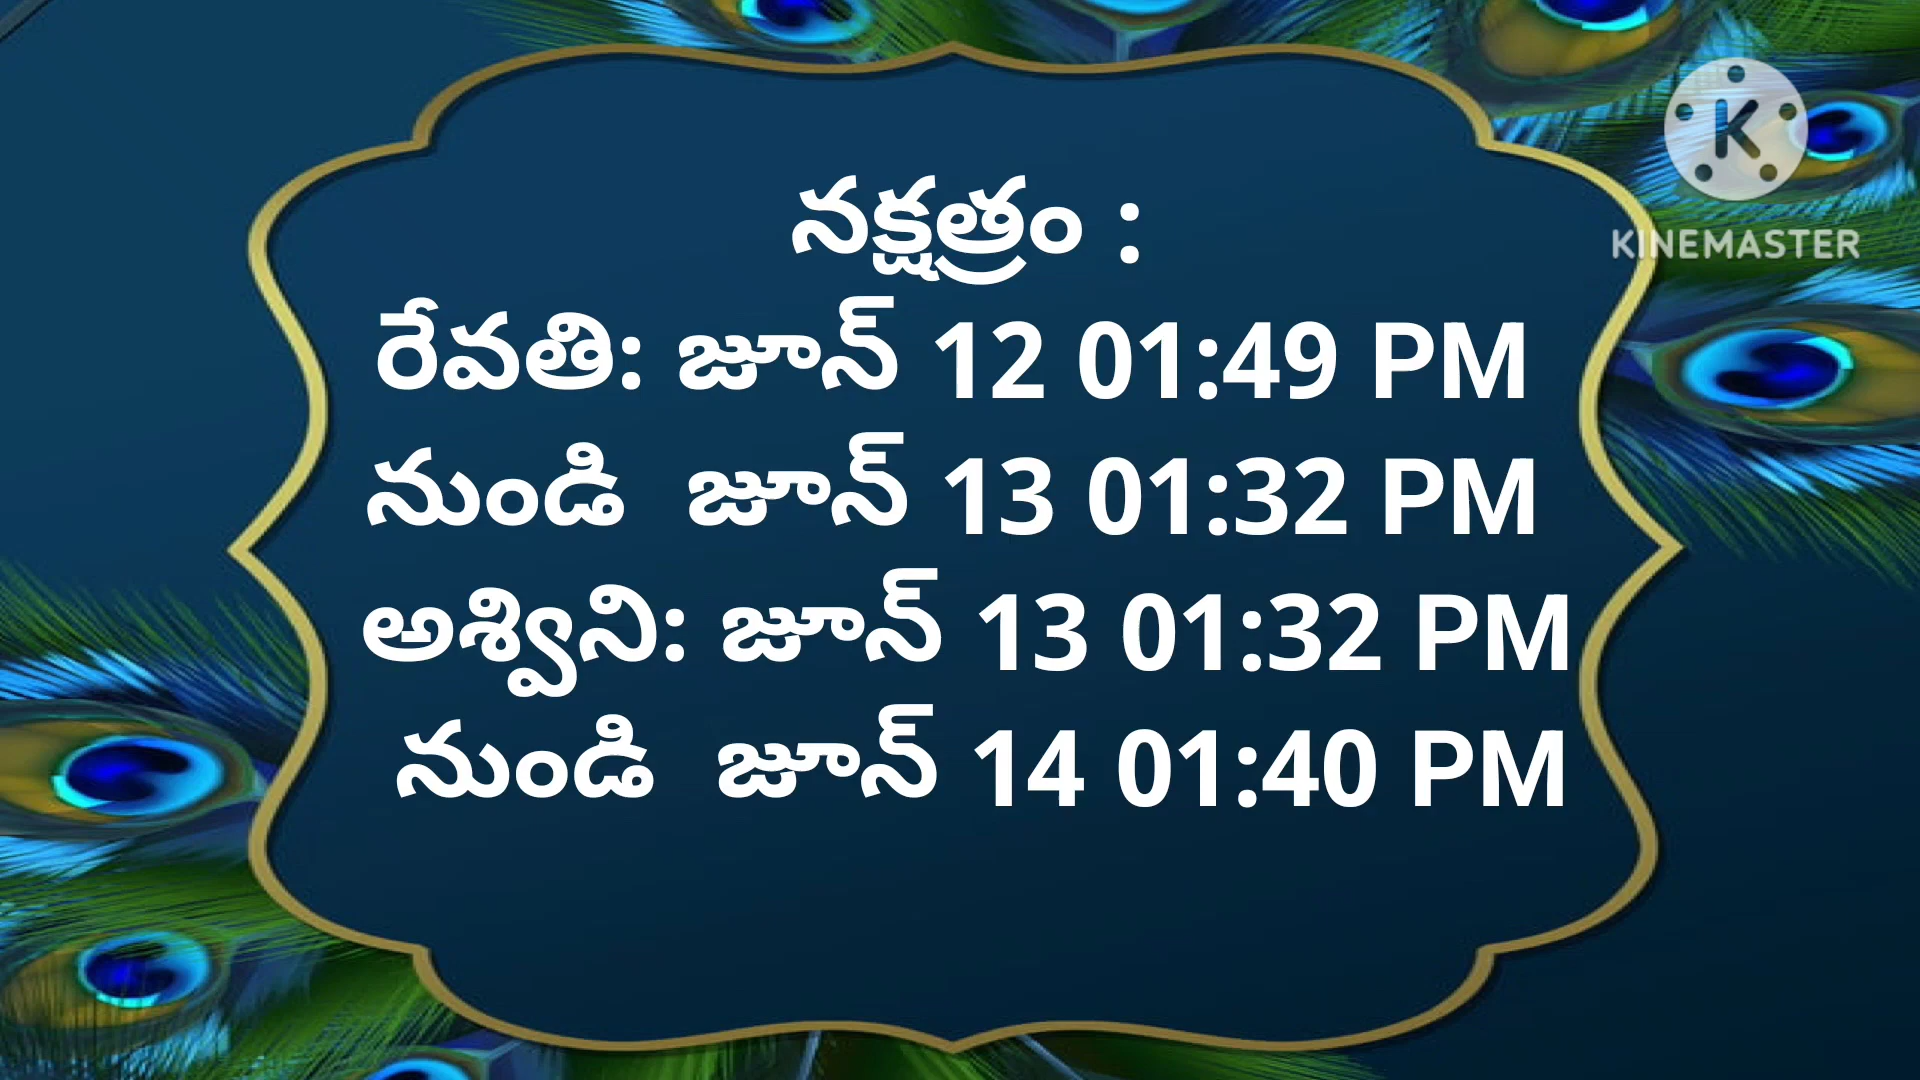 నక్షత్రం :
రేవతి: జూన్ 12 01:49 PM
నుండి  జూన్ 13 01:32 PM
అశ్విని: జూన్ 13 01:32 PM
నుండి  జూన్ 14 01:40 PM
K
KINEMASTER